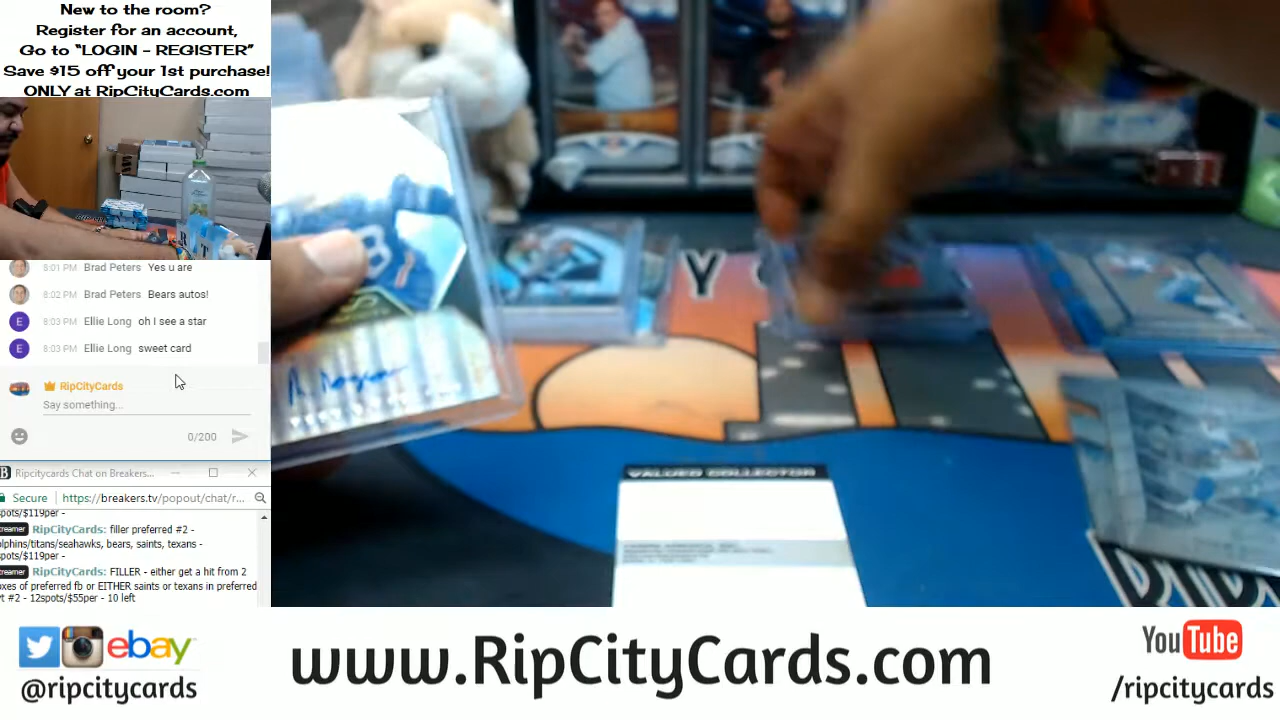 New to the room?
Register for an account,
Go to “LOGIN - REGISTER”
Save $15 off your 1st purchase!
ONLY at RipCityCards.com
8:01 PM Brad Peters Yes u are
8:02 PM Brad Peters Bears autos!
E 8:03 PM Ellie Long oh I see a star
E 8:03 PM Ellie Long sweet card
RipCityCards
Say something...
0/200
Ripcitycards Chat on Breakers...
Secure https://breakers.tv/popout/chat/r...
spots/$119per -
RipCityCards: filler preferred #2 -
dolphins/titans/seahawks, bears, saints, texans -
spots/$119per -
RipCityCards: FILLER - either get a hit from 2
boxes of preferred fb or EITHER saints or texans in preferred
#2 - 12spots/$55per - 10 left
Y
VALUED COLLECTOR
ebay
@ripcitycards
www.RipCityCards.com
YouTube
/ripcitycards